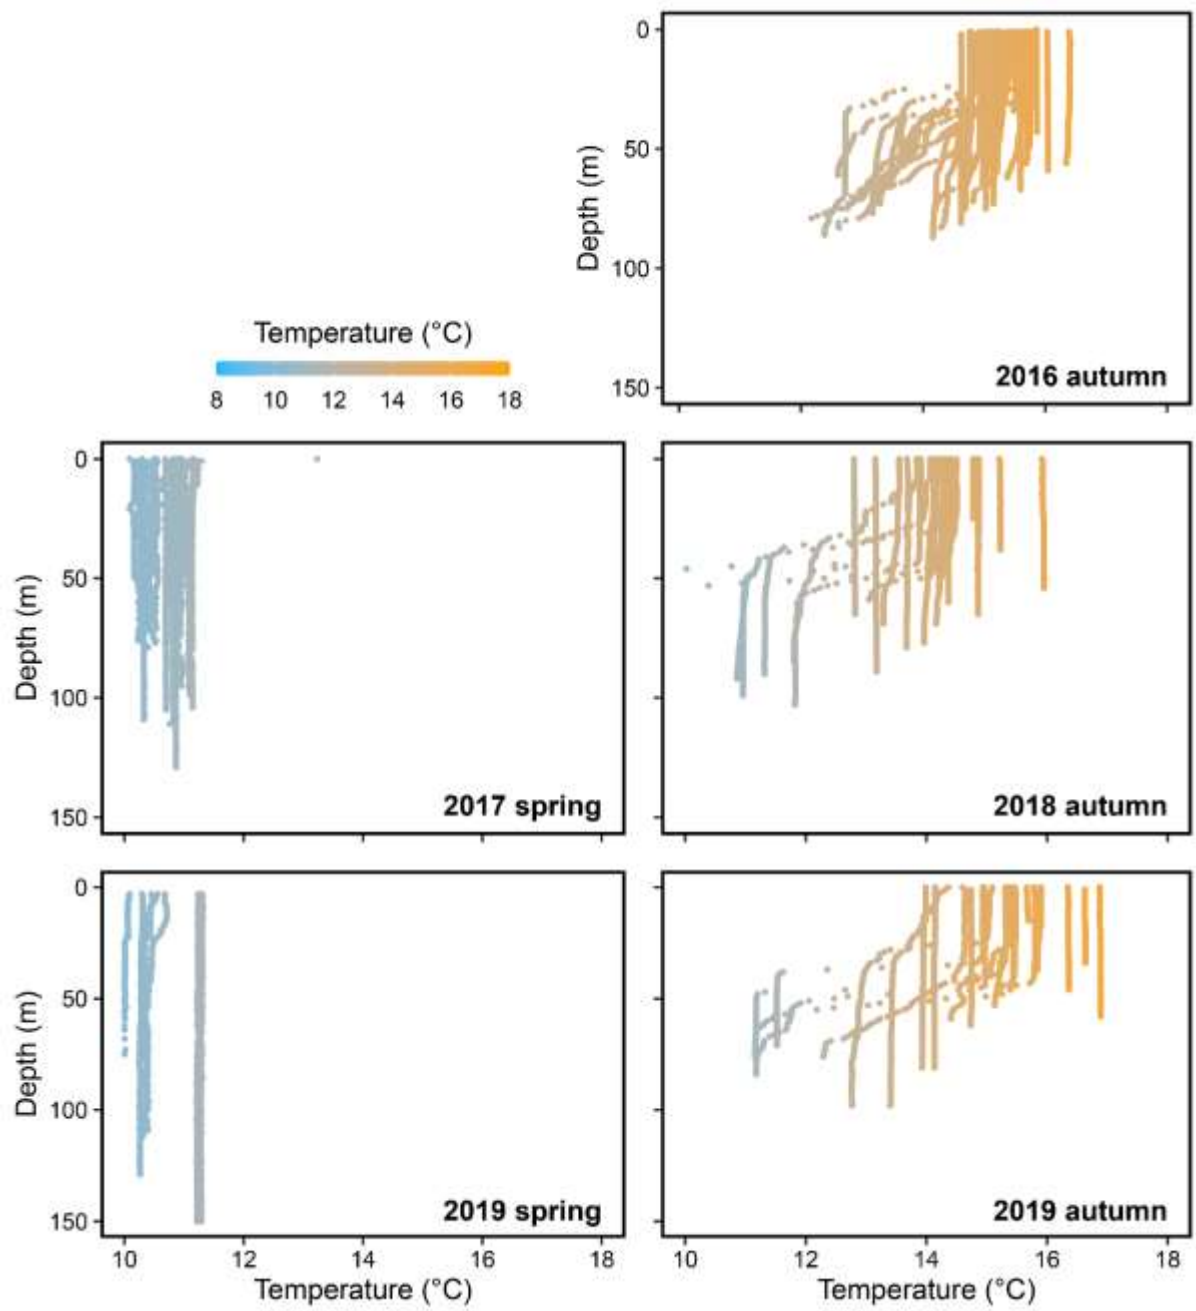 0
50
100
150
Depth (m)
2016 autumn
Temperature (°C)
8 10 12 14 16 18
0
50
100
150
Depth (m)
2017 spring
2018 autumn
0
50
100
150
Depth (m)
2019 spring
2019 autumn
10 12 14 16 18
10 12 14 16 18
Temperature (°C)
Temperature (°C)